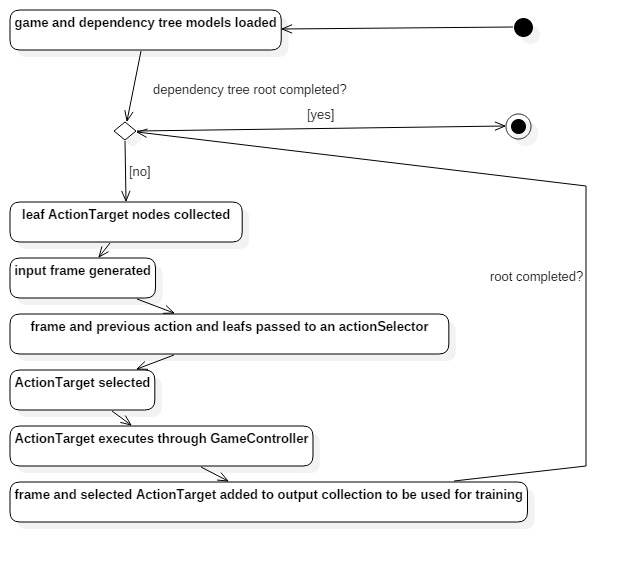 game and dependency tree models loaded
dependency tree root completed?
[yes]
[no]
leaf ActionTarget nodes collected
input frame generated
root completed?
frame and previous action and leafs passed to an actionSelector
ActionTarget selected
ActionTarget executes through GameController
frame and selected ActionTarget added to output collection to be used for training